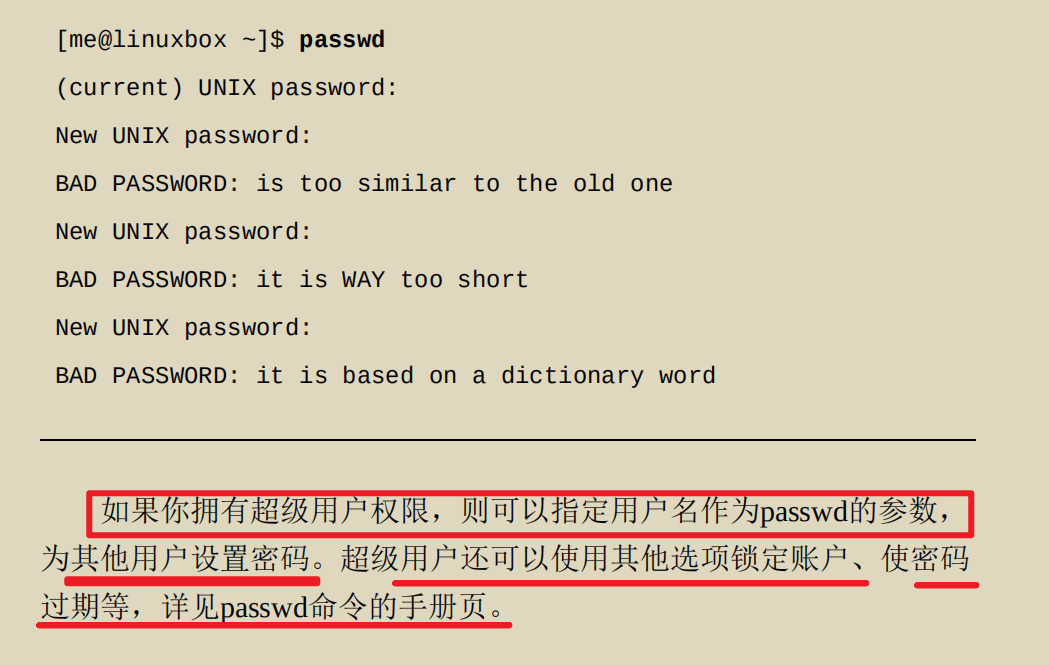 [me@linuxbox ~]$ passwd
(current) UNIX password:
New UNIX password:
BAD PASSWORD: is too similar to the old one
New UNIX password:
BAD PASSWORD: it is WAY too short
New UNIX password:
BAD PASSWORD: it is based on a dictionary word
如果你拥有超级用户权限，则可以指定用户名作为passwd的参数，
为其他用户设置密码。超级用户还可以使用其他选项锁定账户、使密码
过期等，详见passwd命令的手册页。